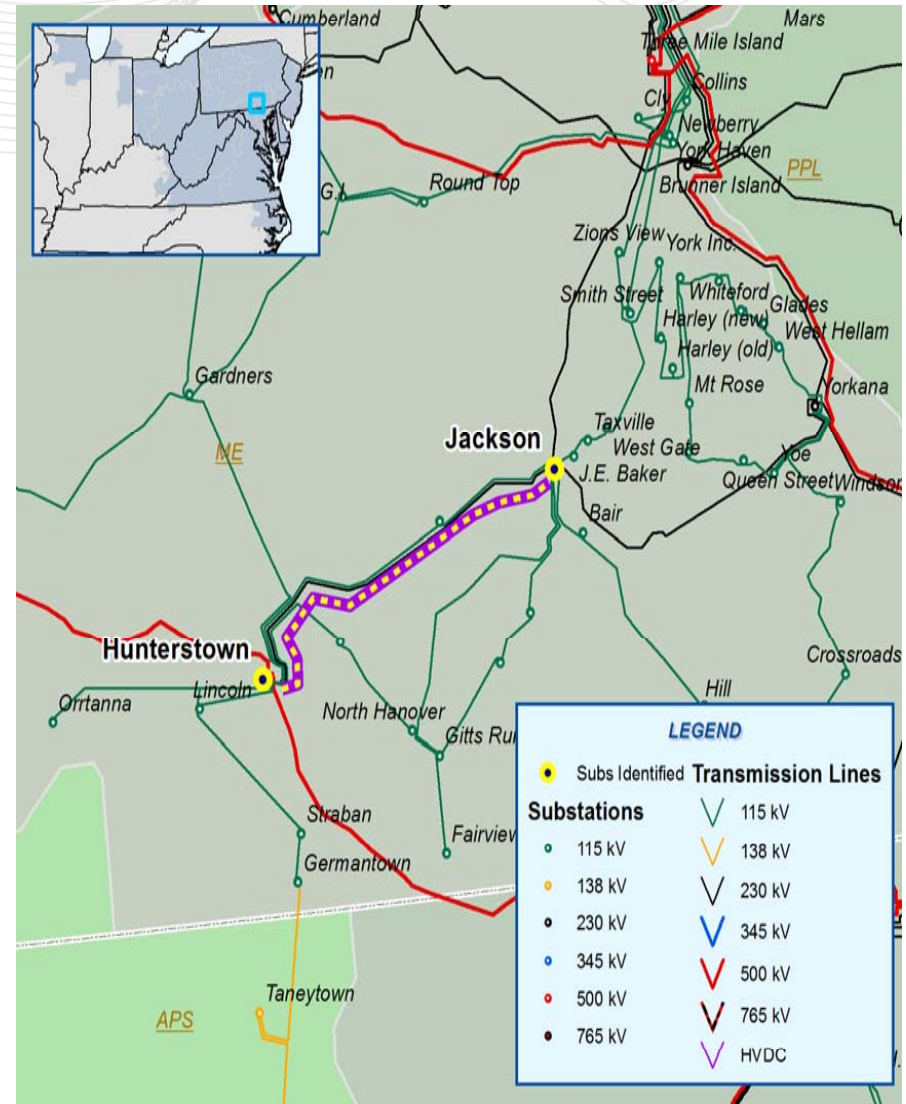 Cumberland
Mars
Three Mile Island
Collins
Cly
Newberry
York Haven
PPL
Brunner Island
Round Top
Zions View
York Inc.
Smith Street
Whiteford
Glades
Harley (new)
West Hellam
Harley (old)
Gardners
Mt Rose
Yorkana
Taxville
Jackson
West Gate
ME
J.E. Baker
Yoe
Queen Street
Windsor
Bair
Hunterstown
Crossroads
Lincoln
Hill
Orrtanna
North Hanover
Gitts Ru
Straban
Fairview
Germantown
Taneytown
APS
LEGEND
Subs Identified
Transmission Lines
Substations
115 kV
115 kV
138 kV
138 kV
230 kV
230 kV
345 kV
345 kV
500 kV
500 kV
765 kV
765 kV
HVDC